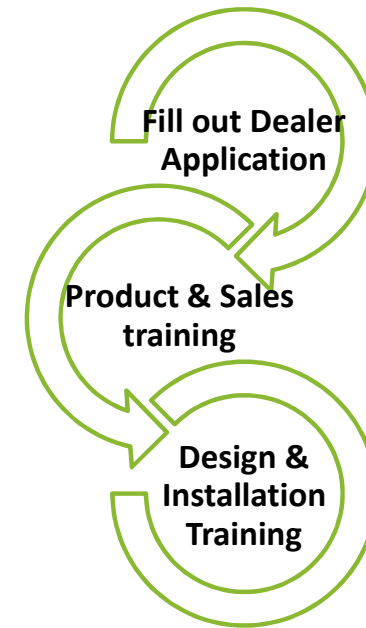 Fill out Dealer
Application
Product & Sales
training
Design &
Installation
Training